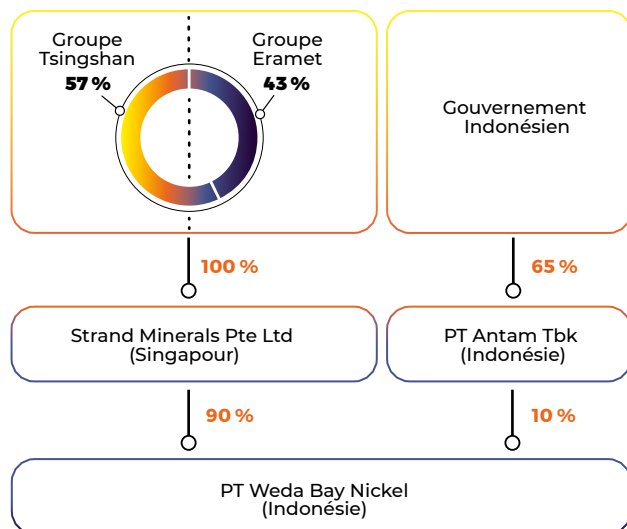 Groupe
Tsingshan
57 %
Groupe
Eramet
43 %
Gouvernement
Indonésien
100 %
65 %
Strand Minerals Pte Ltd
(Singapour)
PT Antam Tbk
(Indonésie)
90 %
10 %
PT Weda Bay Nickel
(Indonésie)